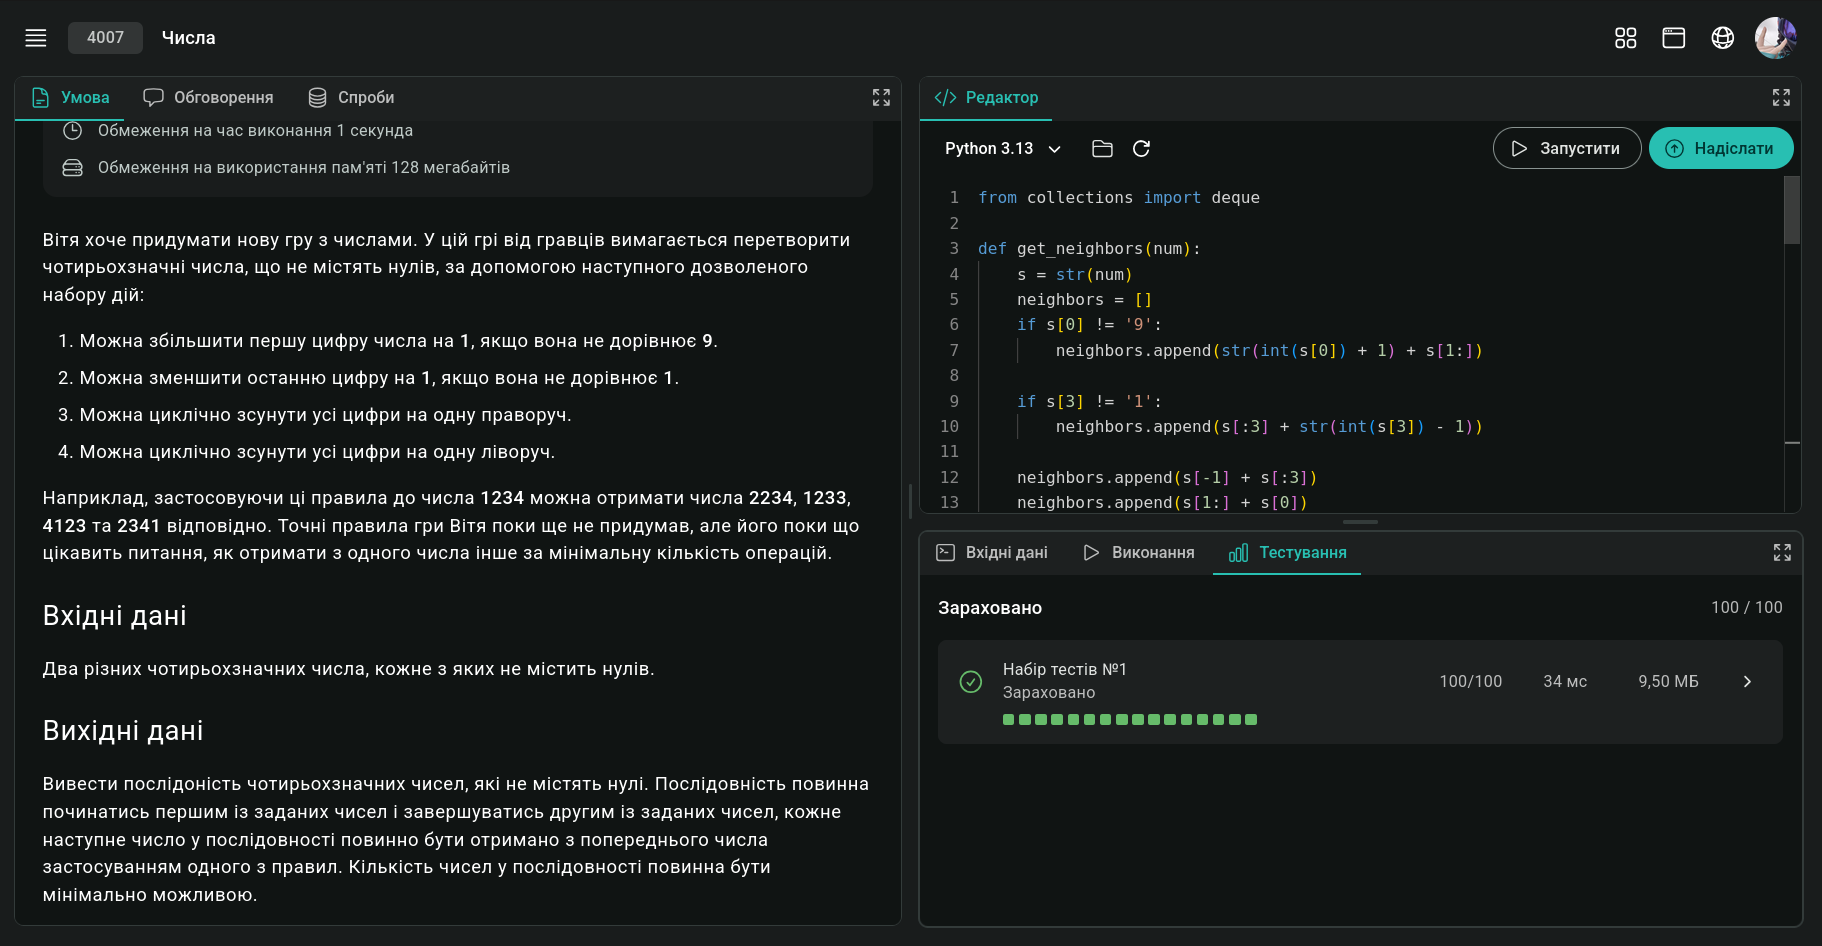 4007 Числа
Умова Обговорення Спроби
Обмеження на час виконання 1 секунда
Обмеження на використання пам'яті 128 мегабайтів
Вітя хоче придумати нову гру з числами. У цій грі від гравців вимагається перетворити
чотирьохзначні числа, що не містять нулів, за допомогою наступного дозволеного
набору дій:
1. Можна збільшити першу цифру числа на 1, якщо вона не дорівнює 9.
2. Можна зменшити останню цифру на 1, якщо вона не дорівнює 1.
3. Можна циклічно зсунути усі цифри на одну праворуч.
4. Можна циклічно зсунути усі цифри на одну ліворуч.
Наприклад, застосовуючи ці правила до числа 1234 можна отримати числа 2234, 1233,
4123 та 2341 відповідно. Точні правила гри Вітя поки ще не придумав, але його поки що
цікавить питання, як отримати з одного числа інше за мінімальну кількість операцій.
Вхідні дані
Два різних чотирьохзначних числа, кожне з яких не містить нулів.
Вихідні дані
Вивести послідоність чотирьохзначних чисел, які не містять нулі. Послідовність повинна
починатись першим із заданих чисел і завершуватись другим із заданих чисел, кожне
наступне число у послідовності повинно бути отримано з попереднього числа
застосуванням одного з правил. Кількість чисел у послідовності повинна бути
мінімально можливою.
Редактор
Python 3.13 Запустити Надіслати
1 from collections import deque
2
3 def get_neighbors(num):
4 s = str(num)
5 neighbors = []
6 if s[0] != '9':
7 neighbors.append(str(int(s[0]) + 1) + s[1:])
8
9 if s[3] != '1':
10 neighbors.append(s[:3] + str(int(s[3]) - 1))
11
12 neighbors.append(s[-1] + s[:3])
13 neighbors.append(s[1:] + s[0])
Вхідні дані Виконання Тестування
Зараховано 100 / 100
Набір тестів №1
Зараховано
100/100 34 мс 9,50 МБ